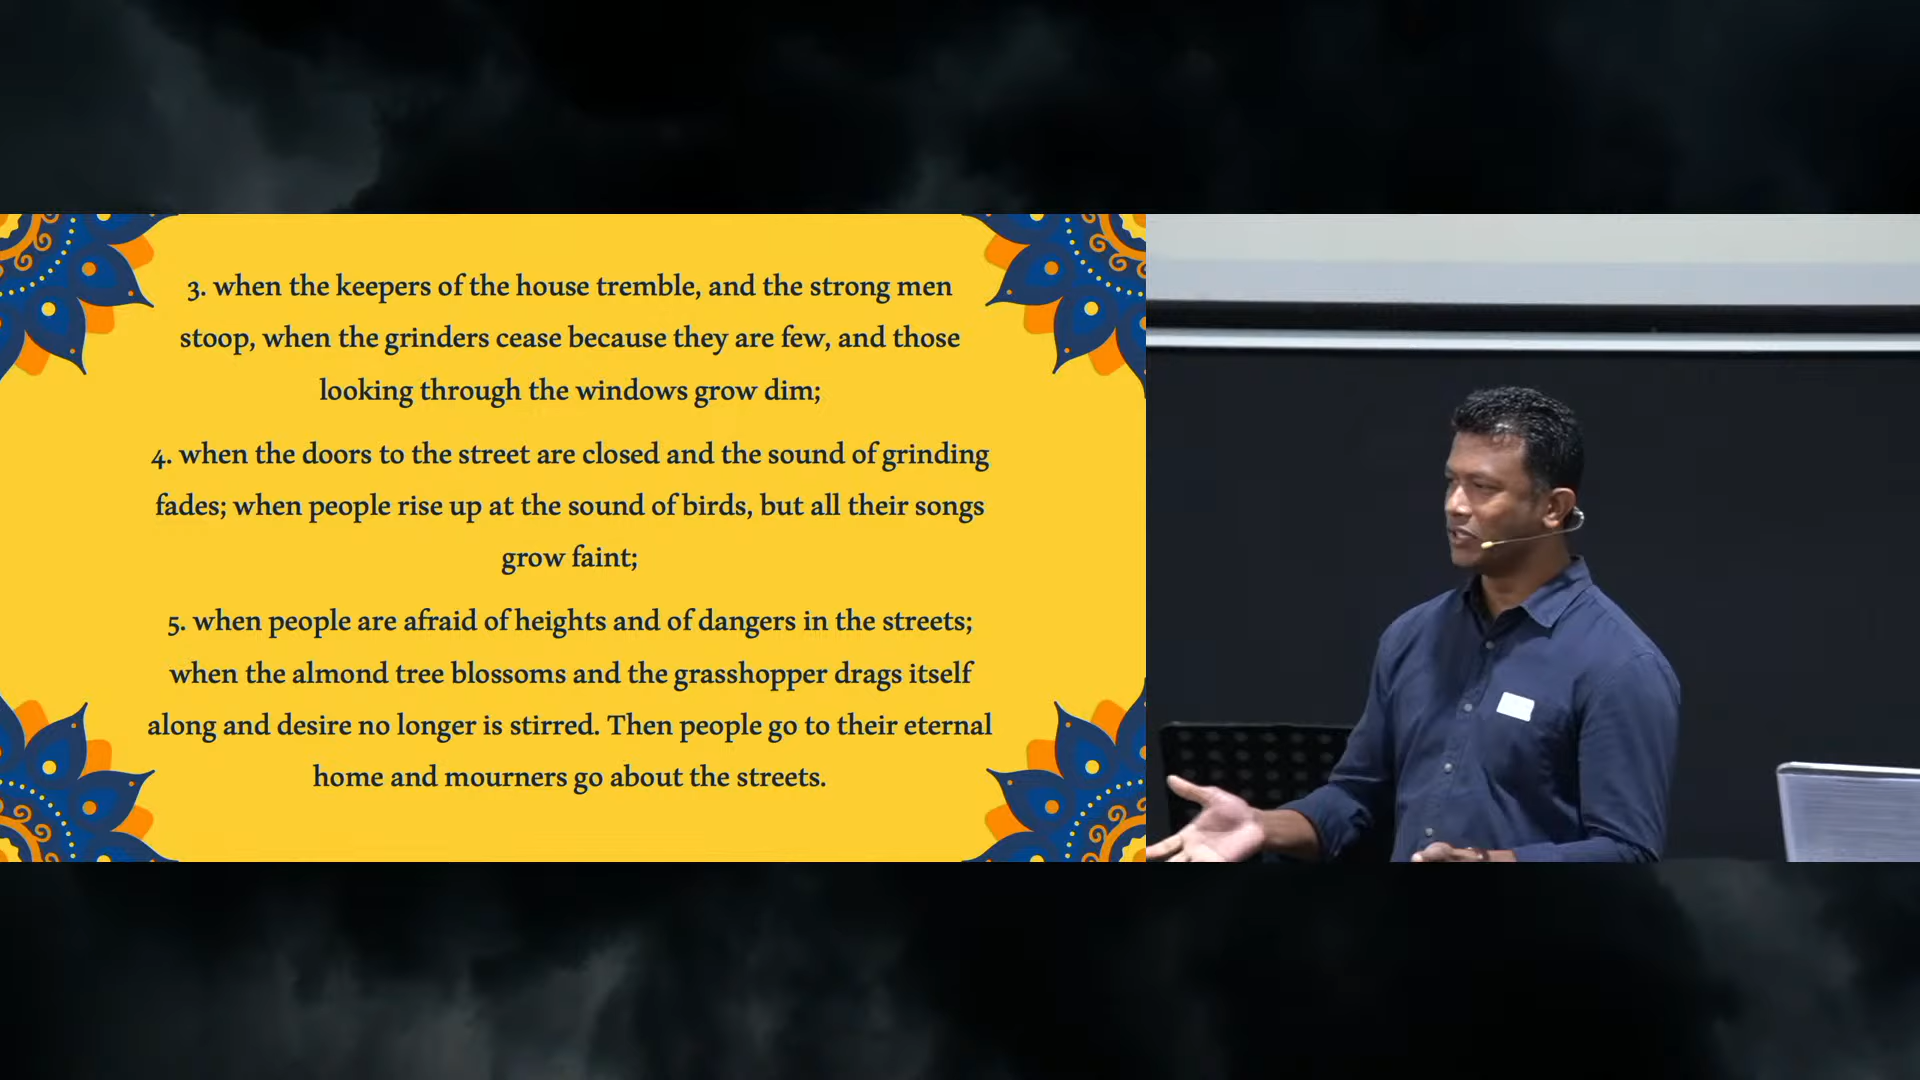 3. when the keepers of the house tremble, and the strong men
stoop, when the grinders cease because they are few, and those
looking through the windows grow dim;
4. when the doors to the street are closed and the sound of grinding
fades; when people rise up at the sound of birds, but all their songs
grow faint;
5. when people are afraid of heights and of dangers in the streets;
when the almond tree blossoms and the grasshopper drags itself
along and desire no longer is stirred. Then people go to their eternal
home and mourners go about the streets.